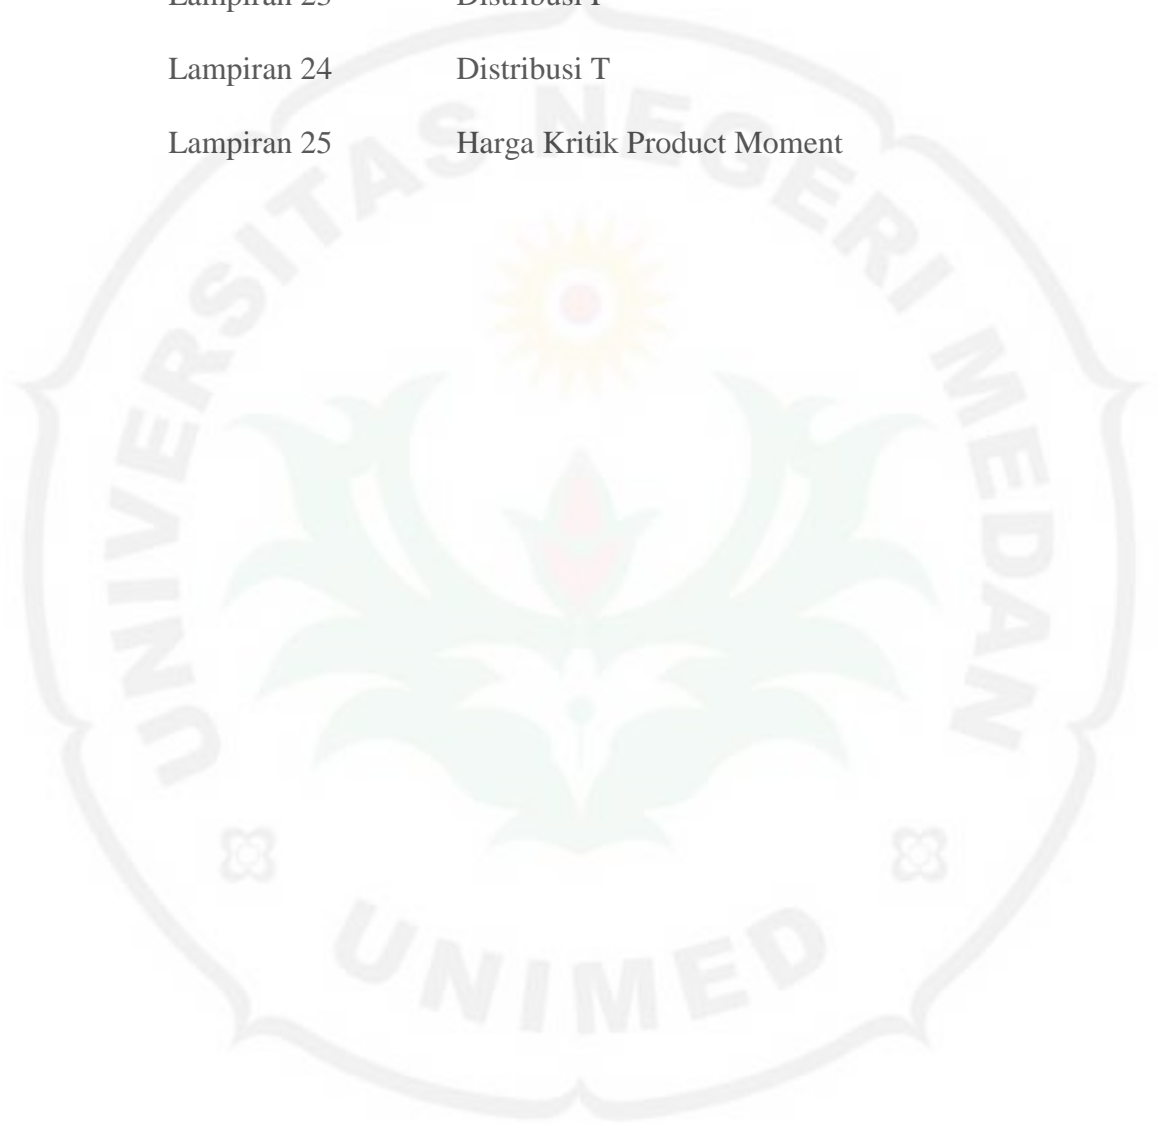 Lampiran 24 Distribusi T
Lampiran 25 Harga Kritik Product Moment
UNIVERSITAS NEGERI MEDAN
UNIMED